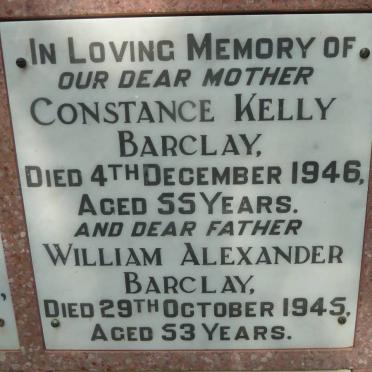 In Loving Memory of
OUR DEAR MOTHER
Constance Kelly
Barclay,
Died 4th December 1946,
Aged 55 Years.
AND DEAR FATHER
William Alexander
Barclay,
Died 29th October 1945,
Aged 53 Years.